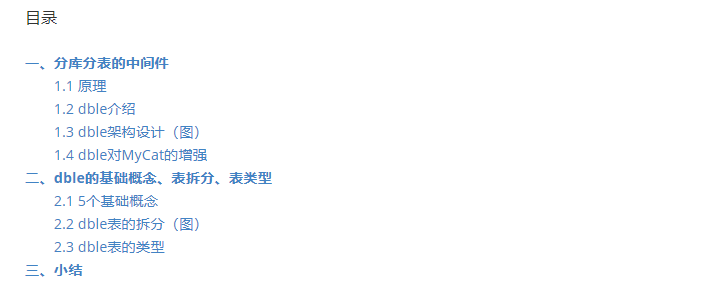 目录
一、分库分表的中间件
1.1 原理
1.2 dble介绍
1.3 dble架构设计（图）
1.4 dble对MyCat的增强
二、dble的基础概念、表拆分、表类型
2.1 5个基础概念
2.2 dble表的拆分（图）
2.3 dble表的类型
三、小结